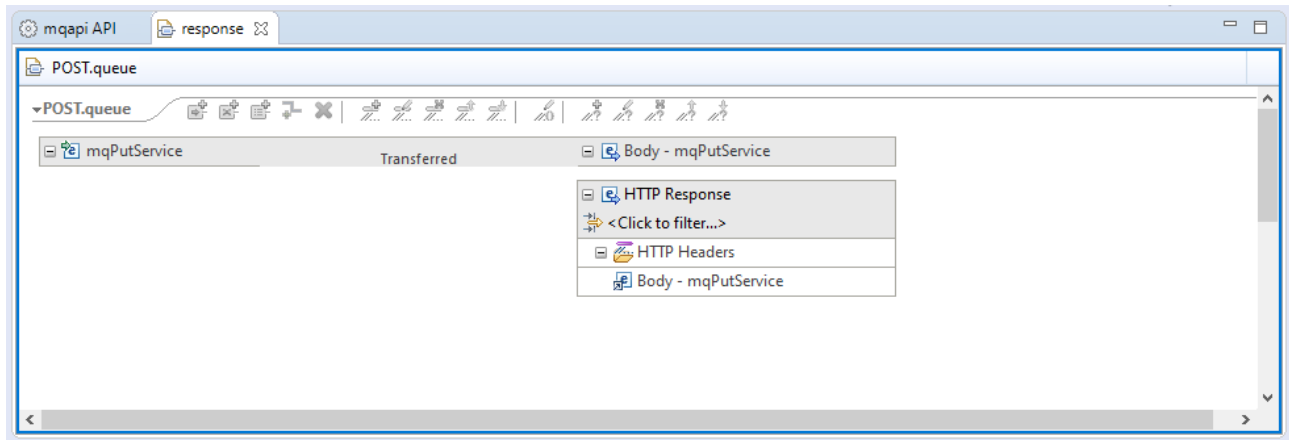 mqapi API response
POST.queue
POST.queue
mqPutService Transferred Body - mqPutService
HTTP Response
<Click to filter...>
HTTP Headers
Body - mqPutService